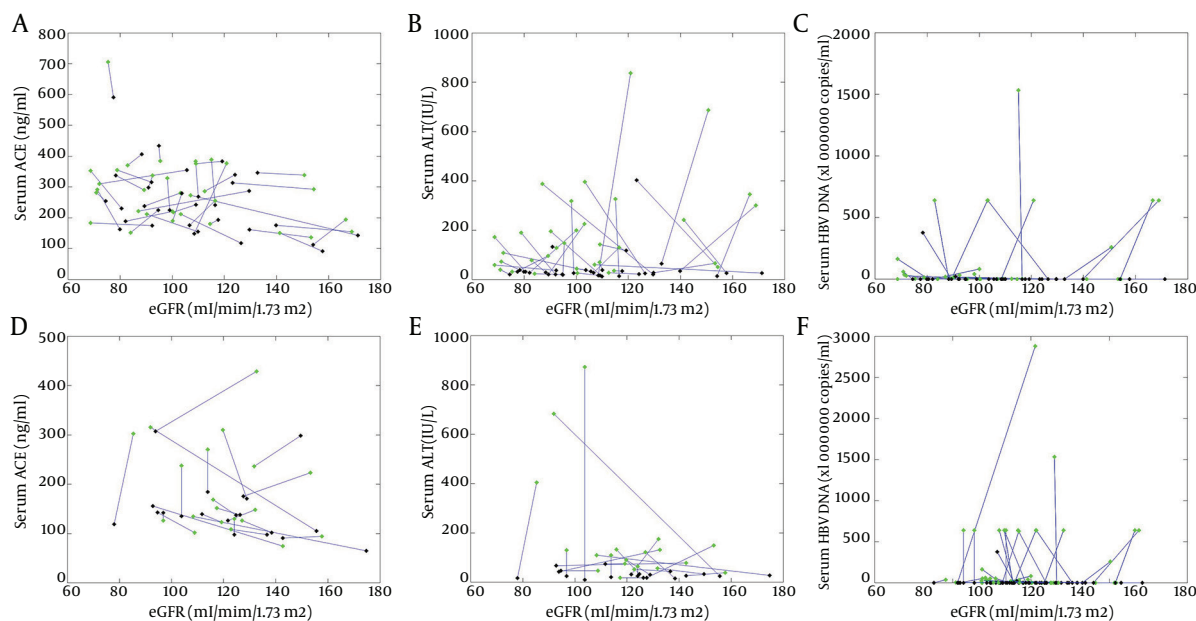 A
800
700
600
500
400
300
200
100
0
Serum ACE (ng/ml)
60 80 100 120 140 160 180
eGFR (ml/mim/1.73 m2)
B
1000
800
600
400
200
0
Serum ALT(IU/L)
60 80 100 120 140 160 180
eGFR (ml/mim/1.73 m2)
C
2000
1500
1000
500
0
Serum HBV DNA (xl 000000 copies/ml)
60 80 100 120 140 160 180
eGFR (ml/mim/1.73 m2)
D
500
400
300
200
100
0
Serum ACE (ng/ml)
60 80 100 120 140 160 180
eGFR (ml/mim/1.73 m2)
E
1000
800
600
400
200
0
Serum ALT(IU/L)
60 80 100 120 140 160 180
eGFR (ml/mim/1.73 m2)
F
3000
2500
2000
1500
1000
500
0
Serum HBV DNA (xl 000000 copies/ml)
60 80 100 120 140 160 180
eGFR (ml/mim/1.73 m2)